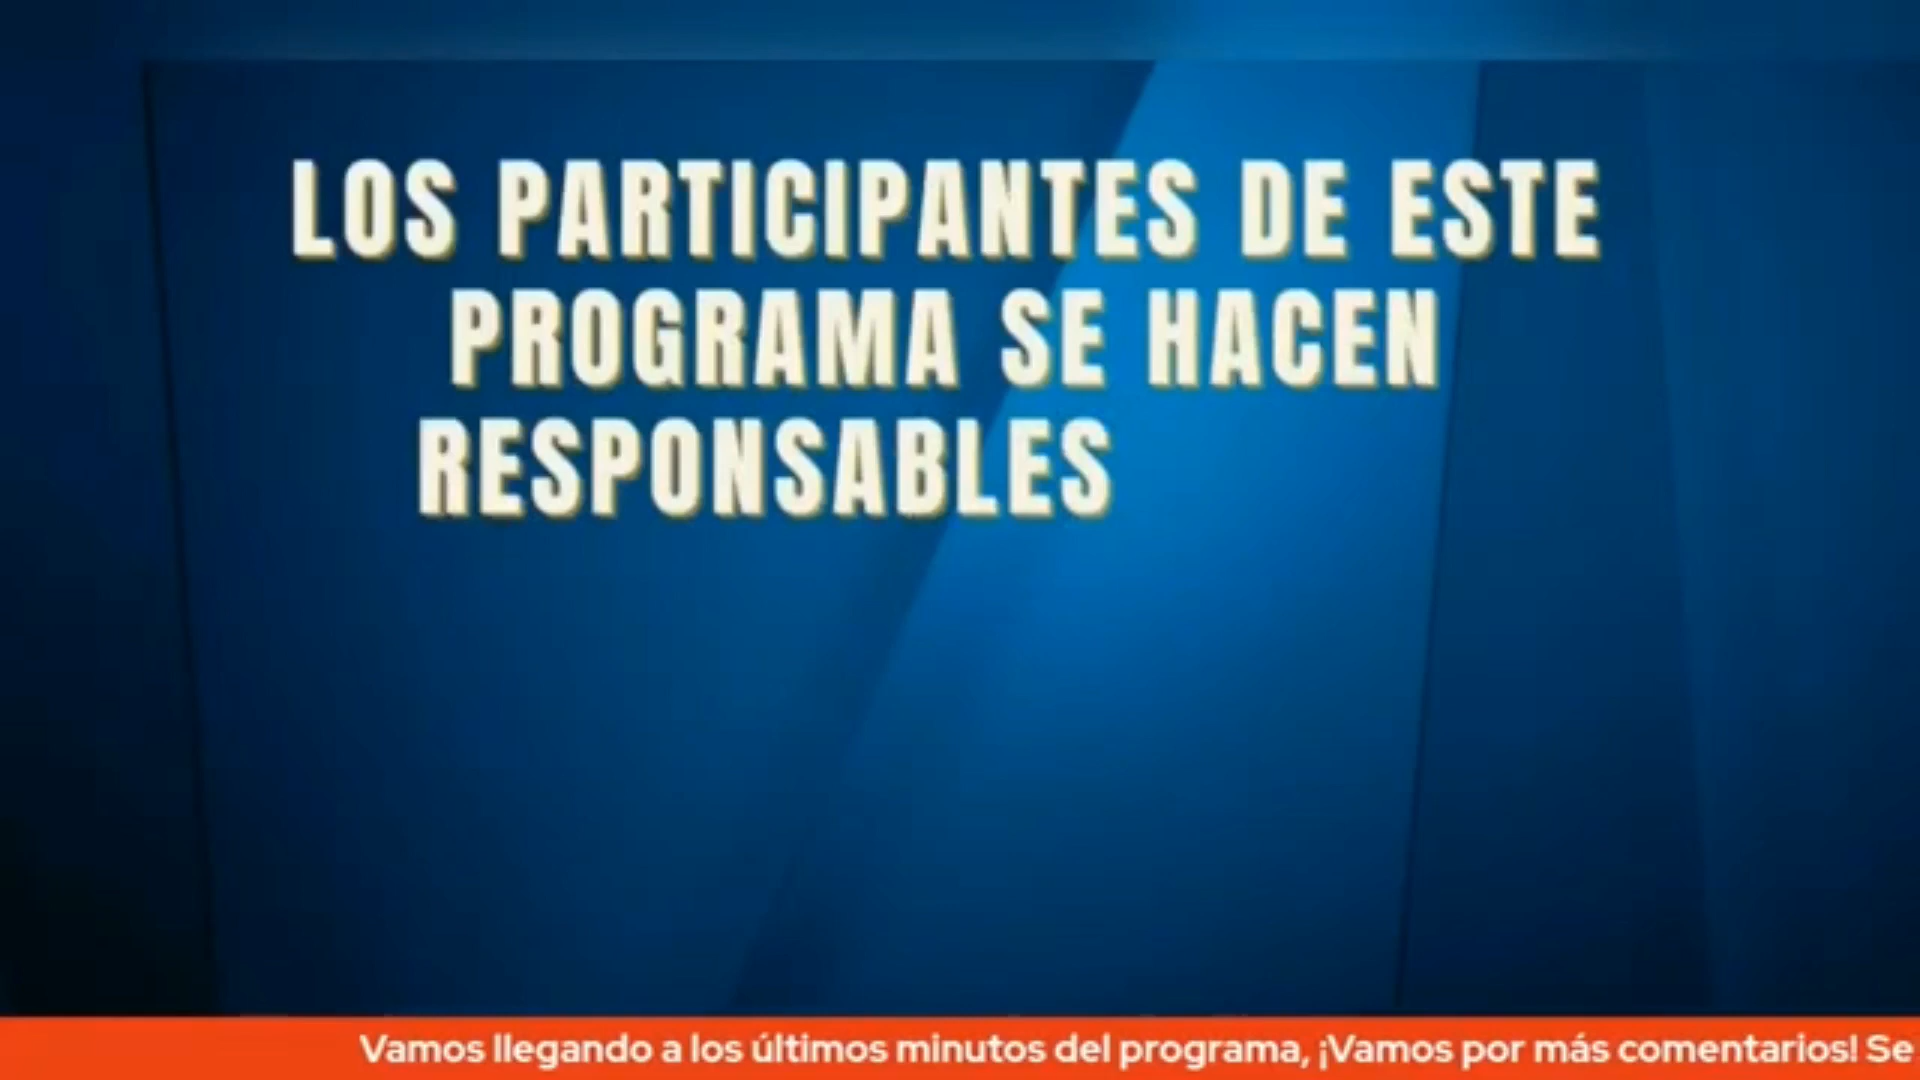 LOS PARTICIPANTES DE ESTE
PROGRAMA SE HACEN
RESPONSABLES
Vamos llegando a los últimos minutos del programa, ¡Vamos por más comentarios! Se